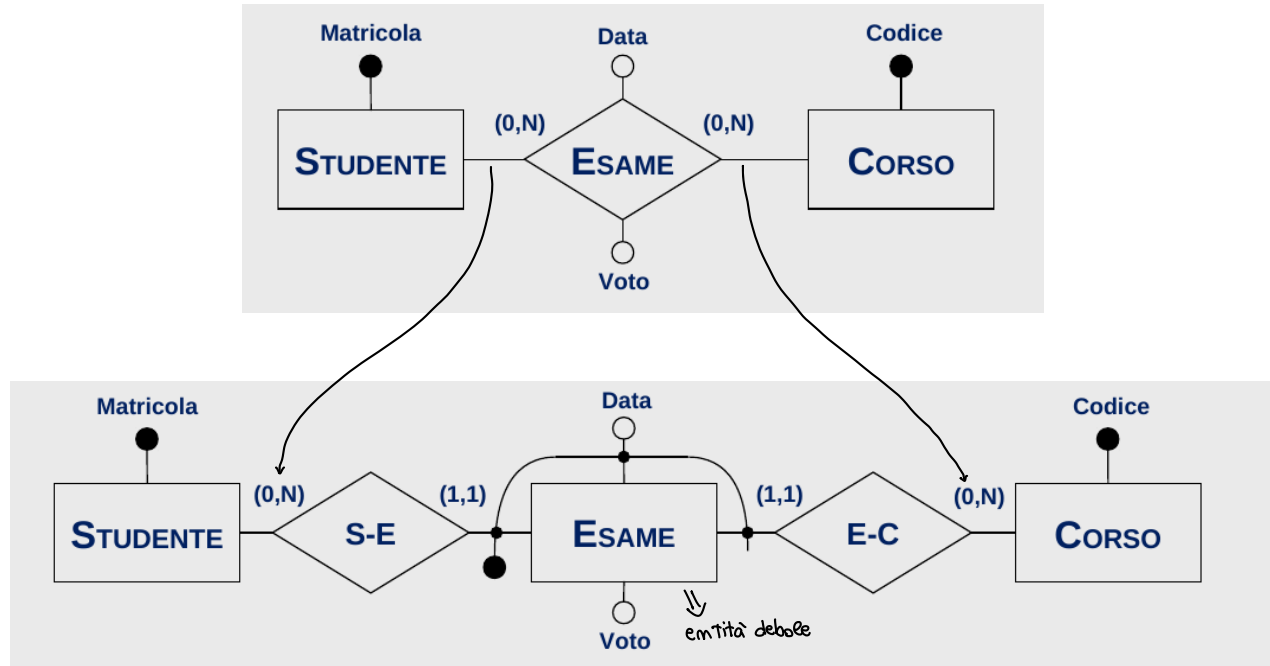 Matricola
Data
Codice
(0,N)
(0,N)
STUDENTE
ESAME
CORSO
Voto
Matricola
Data
Codice
(0,N)
(1,1)
(1,1)
(0,N)
STUDENTE
S-E
ESAME
E-C
CORSO
Voto
entità debole